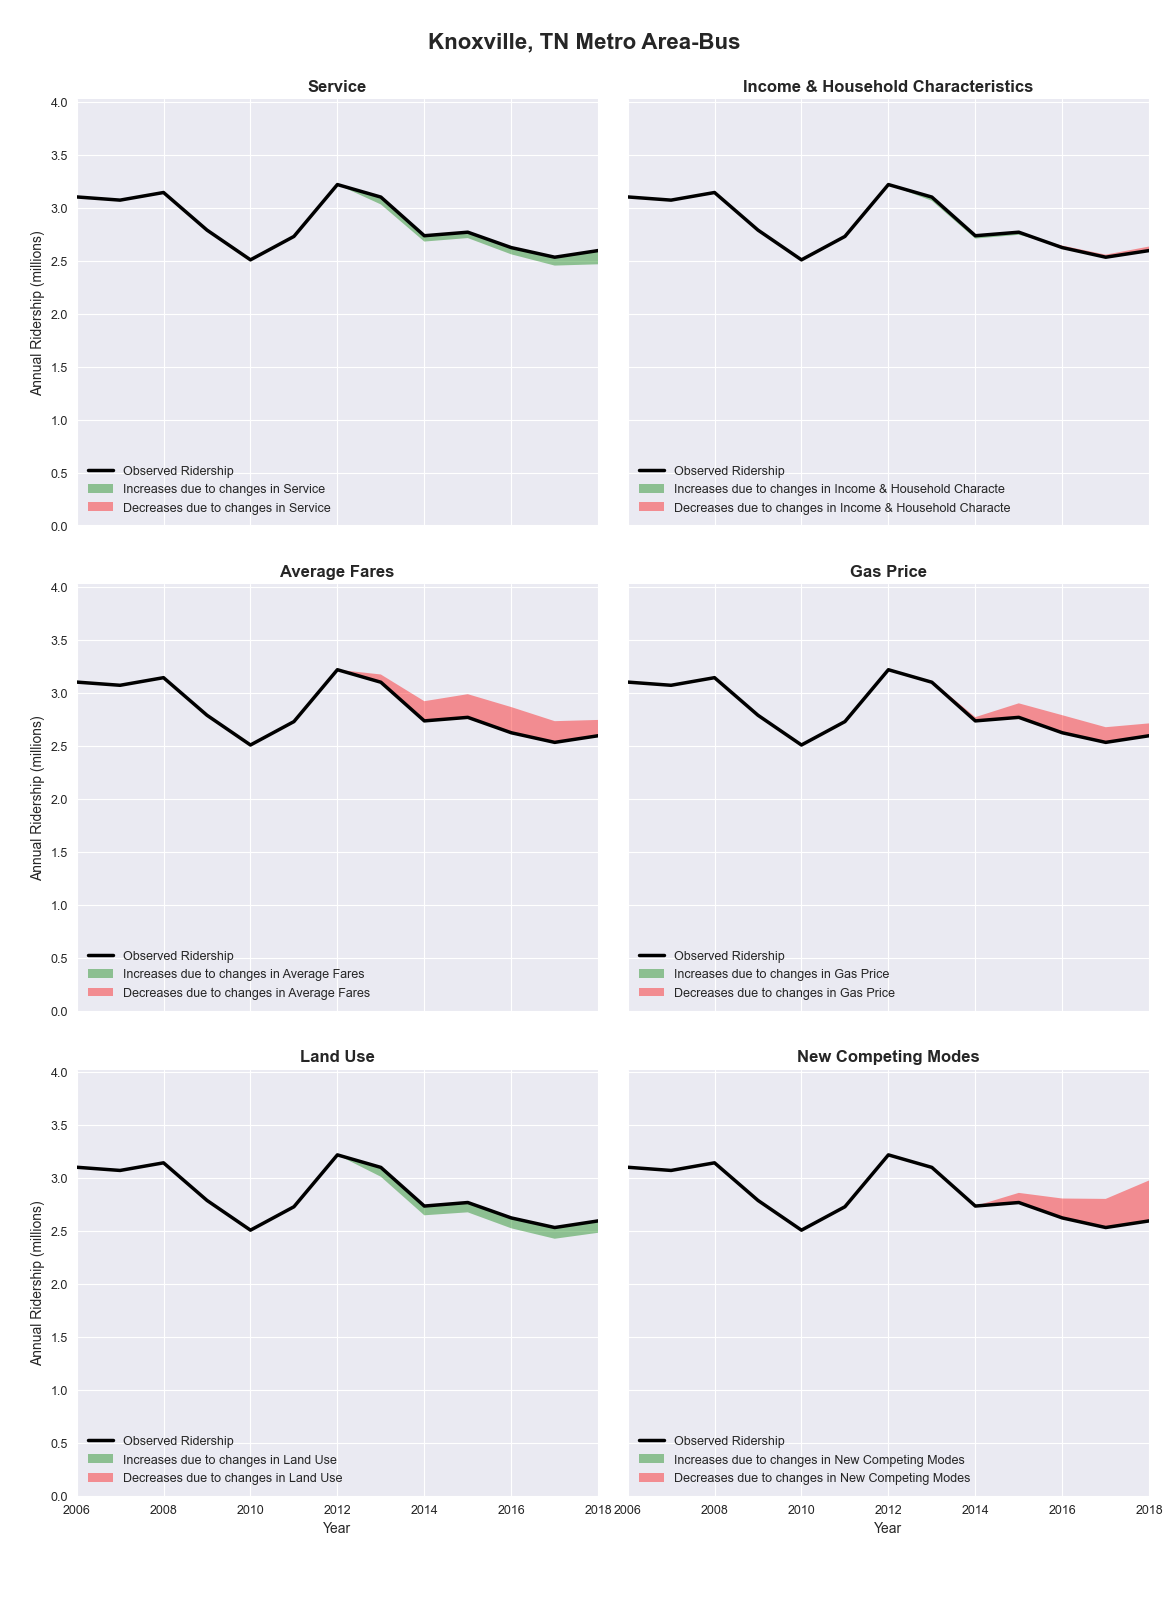 Knoxville, TN Metro Area-Bus
Service
Income & Household Characteristics
4.0
3.5
3.0
2.5
2.0
1.5
1.0
0.5
0.0
Annual Ridership (millions)
Observed Ridership
Increases due to changes in Service
Decreases due to changes in Service
Observed Ridership
Increases due to changes in Income & Household Characte
Decreases due to changes in Income & Household Characte
Average Fares
Gas Price
4.0
3.5
3.0
2.5
2.0
1.5
1.0
0.5
0.0
Annual Ridership (millions)
Observed Ridership
Increases due to changes in Average Fares
Decreases due to changes in Average Fares
Observed Ridership
Increases due to changes in Gas Price
Decreases due to changes in Gas Price
Land Use
New Competing Modes
4.0
3.5
3.0
2.5
2.0
1.5
1.0
0.5
0.0
Annual Ridership (millions)
Observed Ridership
Increases due to changes in Land Use
Decreases due to changes in Land Use
Observed Ridership
Increases due to changes in New Competing Modes
Decreases due to changes in New Competing Modes
2006 2008 2010 2012 2014 2016 2018
2006 2008 2010 2012 2014 2016 2018
Year
Year